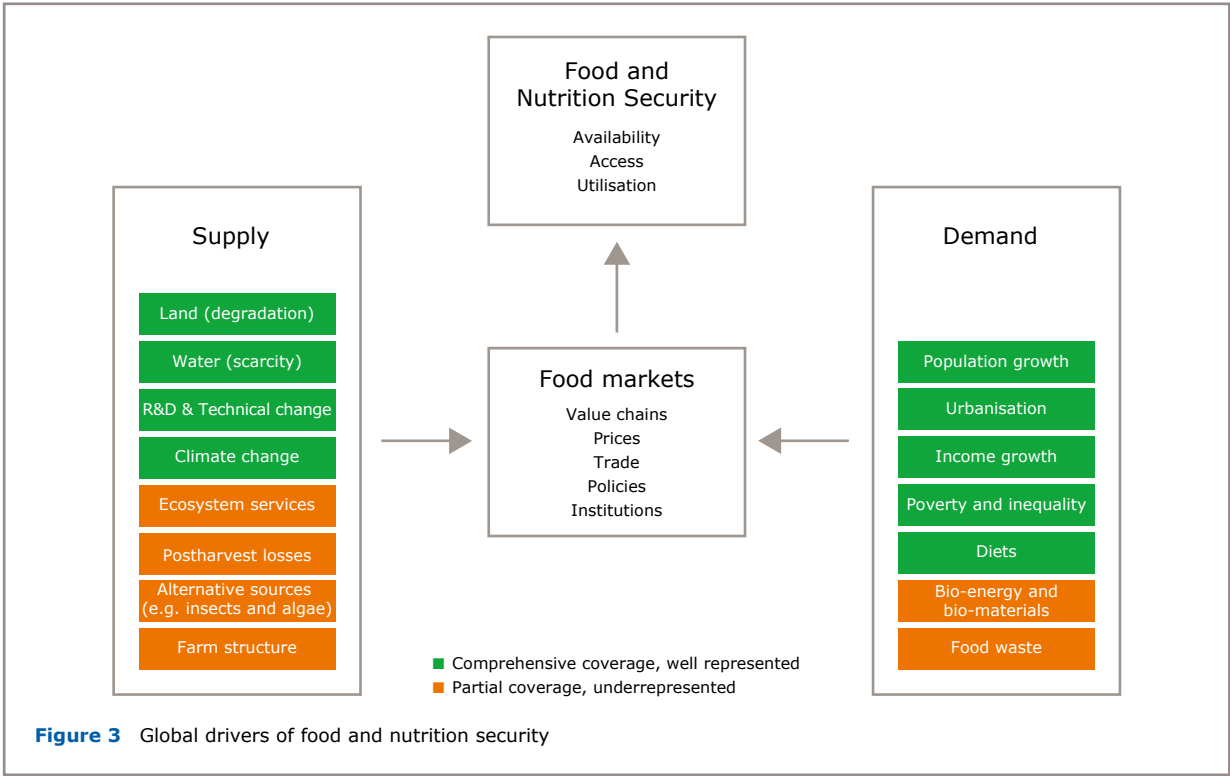 Food and
Nutrition Security
Availability
Access
Utilisation
Supply
Land (degradation)
Water (scarcity)
R&D & Technical change
Climate change
Ecosystem services
Postharvest losses
Alternative sources
(e.g. insects and algae)
Farm structure
Food markets
Value chains
Prices
Trade
Policies
Institutions
Demand
Population growth
Urbanisation
Income growth
Poverty and inequality
Diets
Bio-energy and
bio-materials
Food waste
Comprehensive coverage, well represented
Partial coverage, underrepresented
Figure 3 Global drivers of food and nutrition security